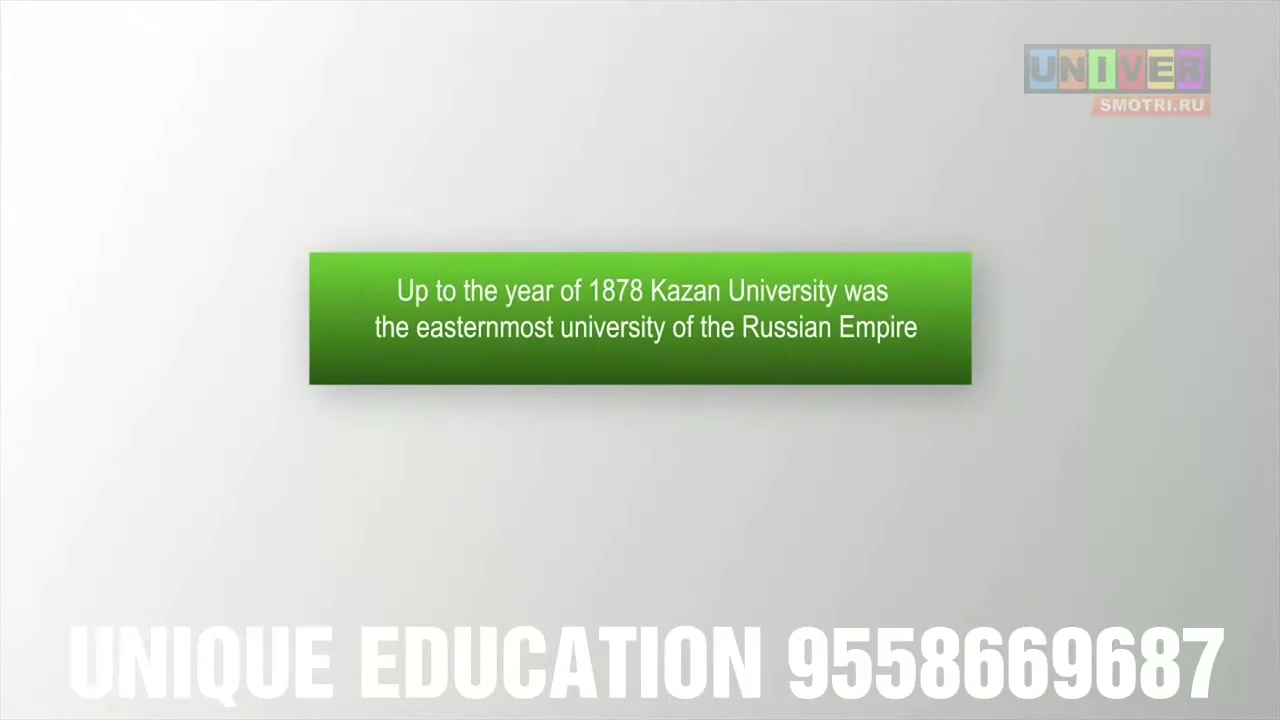 UNIVER
SMOTRI.RU
Up to the year of 1878 Kazan University was
the easternmost university of the Russian Empire
UNIQUE EDUCATION 9558669687